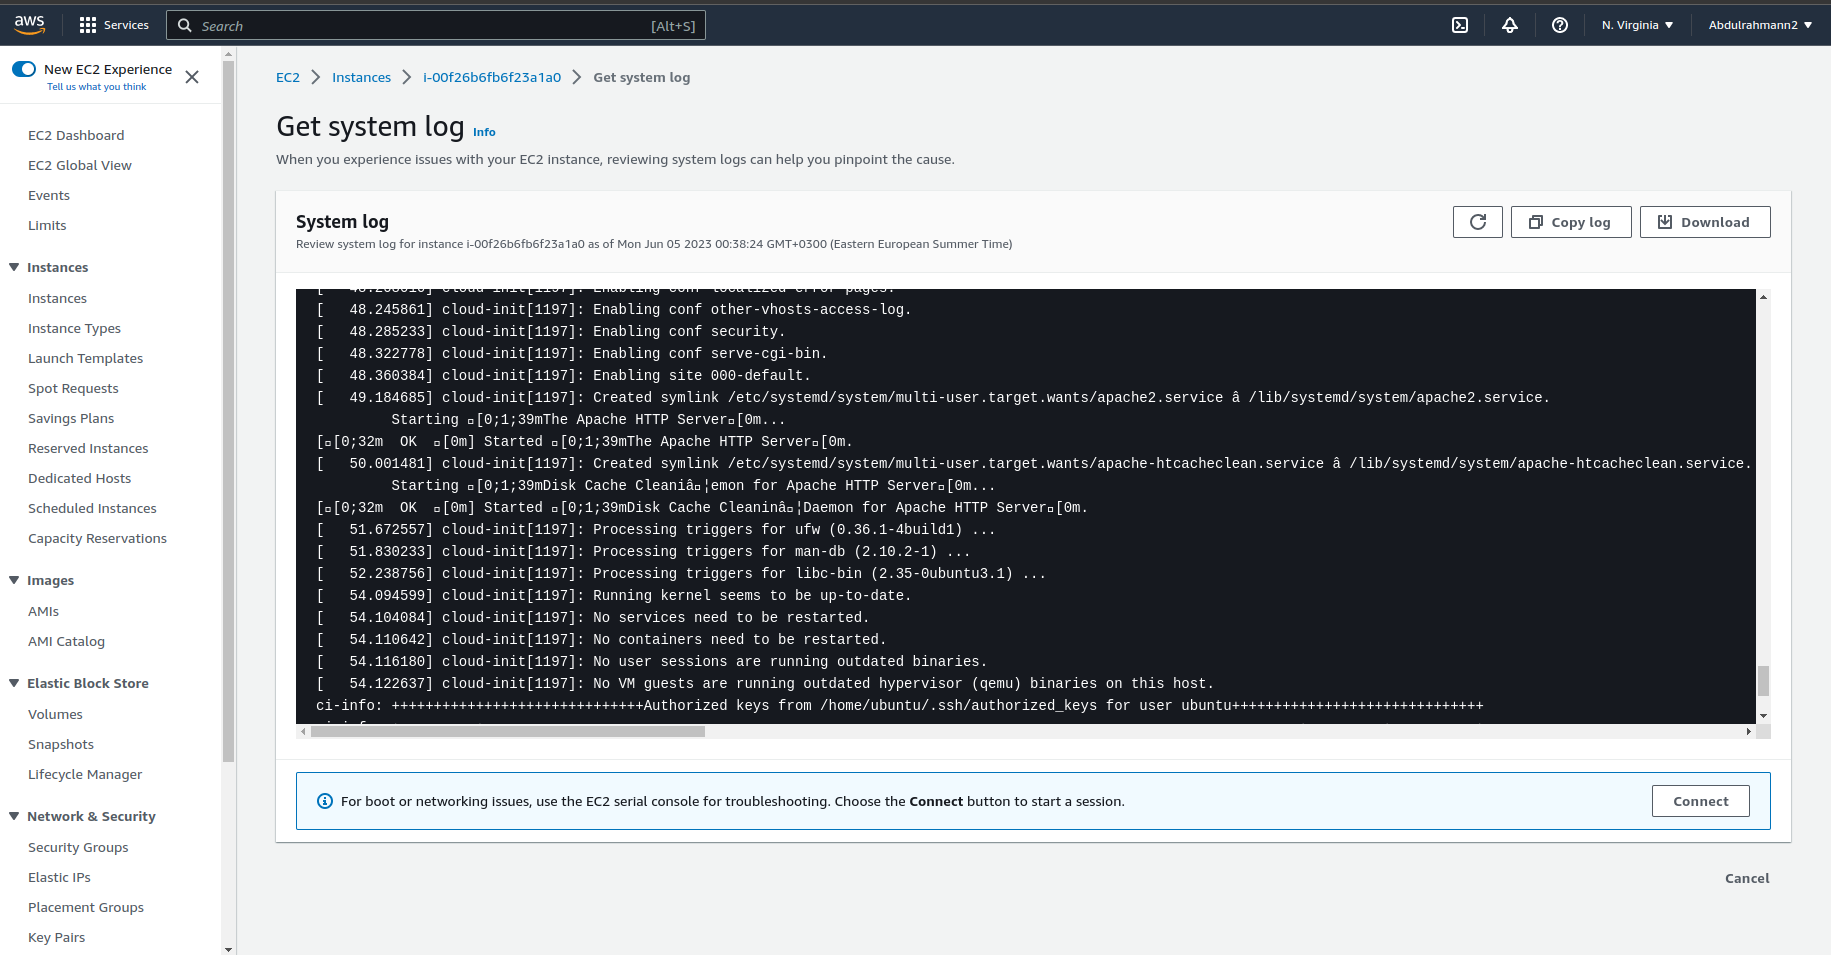 aws
Services
Search
[Alt+S]
N. Virginia
Abdulrahmann2
New EC2 Experience
Tell us what you think
EC2 Dashboard
EC2 Global View
Events
Limits
Instances
Instances
Instance Types
Launch Templates
Spot Requests
Savings Plans
Reserved Instances
Dedicated Hosts
Scheduled Instances
Capacity Reservations
Images
AMIs
AMI Catalog
Elastic Block Store
Volumes
Snapshots
Lifecycle Manager
Network & Security
Security Groups
Elastic IPs
Placement Groups
Key Pairs
EC2 > Instances > i-00f26b6fb6f23a1a0 > Get system log
Get system log Info
When you experience issues with your EC2 instance, reviewing system logs can help you pinpoint the cause.
System log
Review system log for instance i-00f26b6fb6f23a1a0 as of Mon Jun 05 2023 00:38:24 GMT+0300 (Eastern European Summer Time)
Copy log
Download
cloud-init[1197]: Enabling conf localized-error-pages.
[   48.245861] cloud-init[1197]: Enabling conf other-vhosts-access-log.
[   48.285233] cloud-init[1197]: Enabling conf security.
[   48.322778] cloud-init[1197]: Enabling conf serve-cgi-bin.
[   48.360384] cloud-init[1197]: Enabling site 000-default.
[   49.184685] cloud-init[1197]: Created symlink /etc/systemd/system/multi-user.target.wants/apache2.service â /lib/systemd/system/apache2.service.
         Starting □[0;1;39mThe Apache HTTP Server□[0m...
[□[0;32m  OK  □[0m] Started □[0;1;39mThe Apache HTTP Server□[0m.
[   50.001481] cloud-init[1197]: Created symlink /etc/systemd/system/multi-user.target.wants/apache-htcacheclean.service â /lib/systemd/system/apache-htcacheclean.service.
         Starting □[0;1;39mDisk Cache Cleaniâ□¦emon for Apache HTTP Server□[0m...
[□[0;32m  OK  □[0m] Started □[0;1;39mDisk Cache Cleaninâ□¦Daemon for Apache HTTP Server□[0m.
[   51.672557] cloud-init[1197]: Processing triggers for ufw (0.36.1-4build1) ...
[   51.830233] cloud-init[1197]: Processing triggers for man-db (2.10.2-1) ...
[   52.238756] cloud-init[1197]: Processing triggers for libc-bin (2.35-0ubuntu3.1) ...
[   54.094599] cloud-init[1197]: Running kernel seems to be up-to-date.
[   54.104084] cloud-init[1197]: No services need to be restarted.
[   54.110642] cloud-init[1197]: No containers need to be restarted.
[   54.116180] cloud-init[1197]: No user sessions are running outdated binaries.
[   54.122637] cloud-init[1197]: No VM guests are running outdated hypervisor (qemu) binaries on this host.
ci-info: ++++++++++++++++++++++++++++++Authorized keys from /home/ubuntu/.ssh/authorized_keys for user ubuntu++++++++++++++++++++++++++++++
For boot or networking issues, use the EC2 serial console for troubleshooting. Choose the Connect button to start a session.
Connect
Cancel